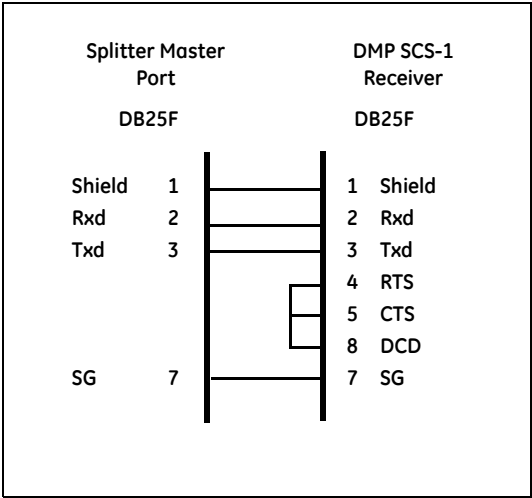 Splitter Master Port
DMP SCS-1 Receiver
DB25F
DB25F
Shield 1
1 Shield
Rxd 2
2 Rxd
Txd 3
3 Txd
4 RTS
5 CTS
8 DCD
SG 7
7 SG